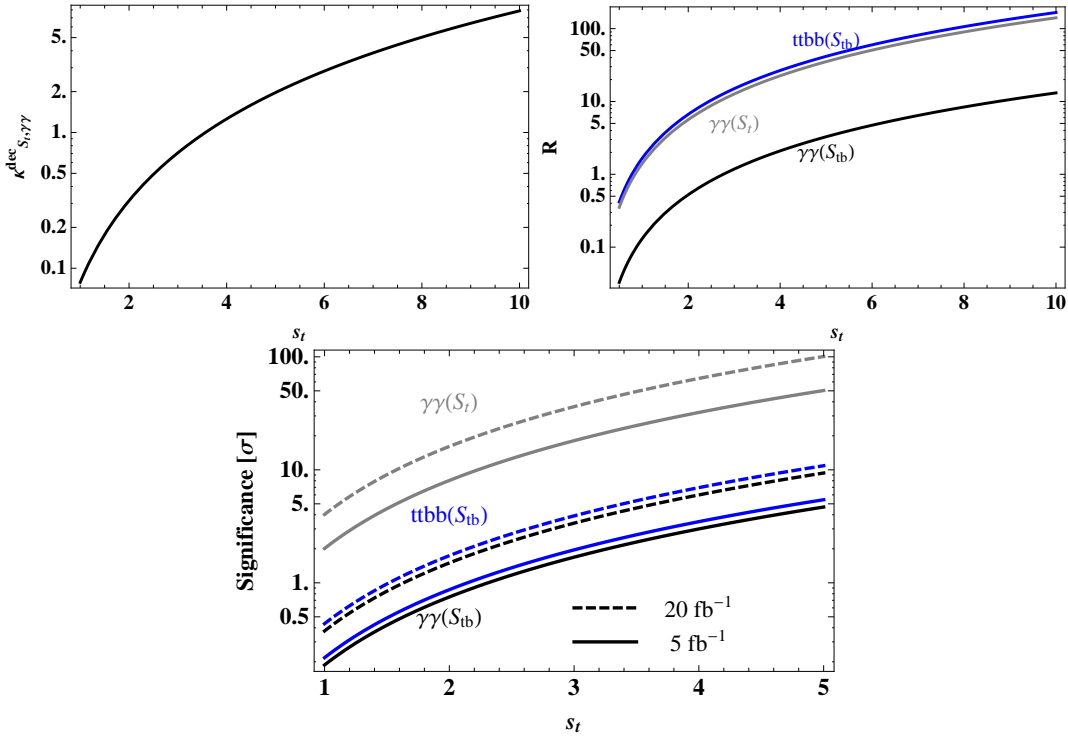 κ^dec_{S_t,γγ}
5.
2.
1.
0.5
0.2
0.1
2 4 6 8 10
s_t
R
100.
50.
10.
5.
1.
0.5
0.1
ttbb(S_tb)
γγ(S_t)
γγ(S_tb)
2 4 6 8 10
s_t
Significance [σ]
100.
50.
10.
5.
1.
0.5
γγ(S_t)
ttbb(S_tb)
γγ(S_tb)
20 fb⁻¹
5 fb⁻¹
1 2 3 4 5
s_t